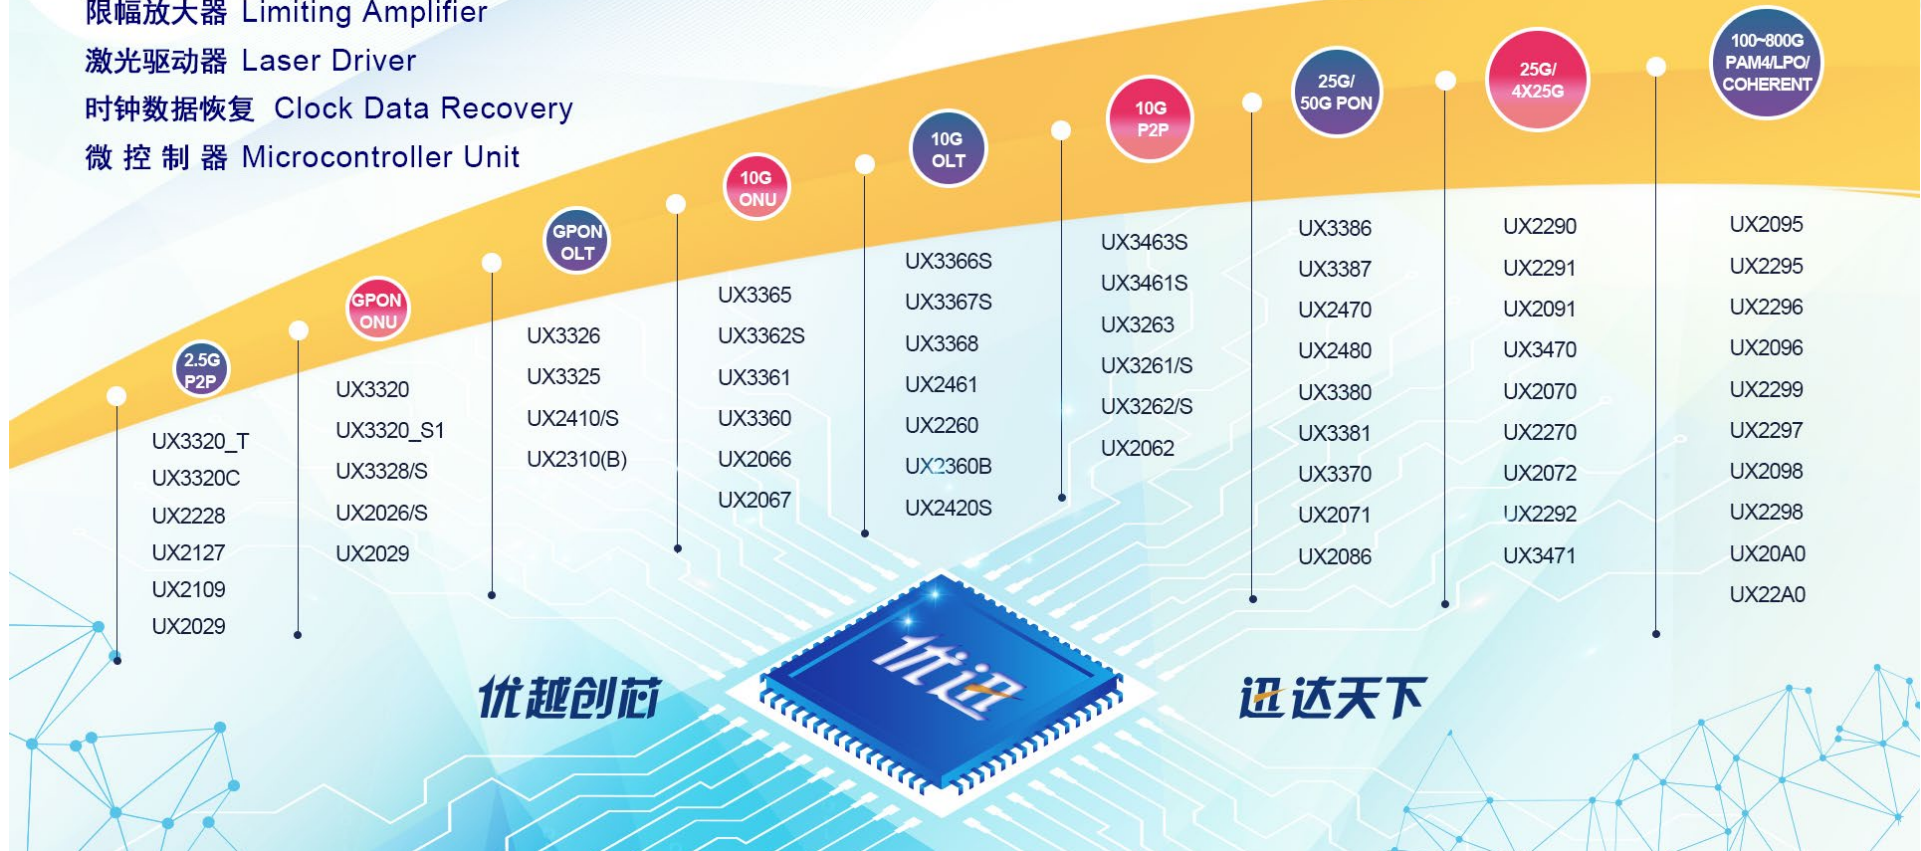 限幅放大器 Limiting Amplifier
激光驱动器 Laser Driver
时钟数据恢复 Clock Data Recovery
微 控 制 器 Microcontroller Unit
2.5G
P2P
UX3320_T
UX3320C
UX2228
UX2127
UX2109
UX2029
GPON
ONU
UX3320
UX3320_S1
UX3328/S
UX2026/S
UX2029
GPON
OLT
UX3326
UX3325
UX2410/S
UX2310(B)
10G
ONU
UX3365
UX3362S
UX3361
UX3360
UX2066
UX2067
10G
OLT
UX3366S
UX3367S
UX3368
UX2461
UX2260
UX2360B
UX2420S
10G
P2P
UX3463S
UX3461S
UX3263
UX3261/S
UX3262/S
UX2062
25G/
50G PON
UX3386
UX3387
UX2470
UX2480
UX3380
UX3381
UX3370
UX2071
UX2086
25G/
4X25G
UX2290
UX2291
UX2091
UX3470
UX2070
UX2270
UX2072
UX2292
UX3471
100~800G
PAM4/LPO/
COHERENT
UX2095
UX2295
UX2296
UX2096
UX2299
UX2297
UX2098
UX2298
UX20A0
UX22A0
优越创芯
优迅
迅达天下